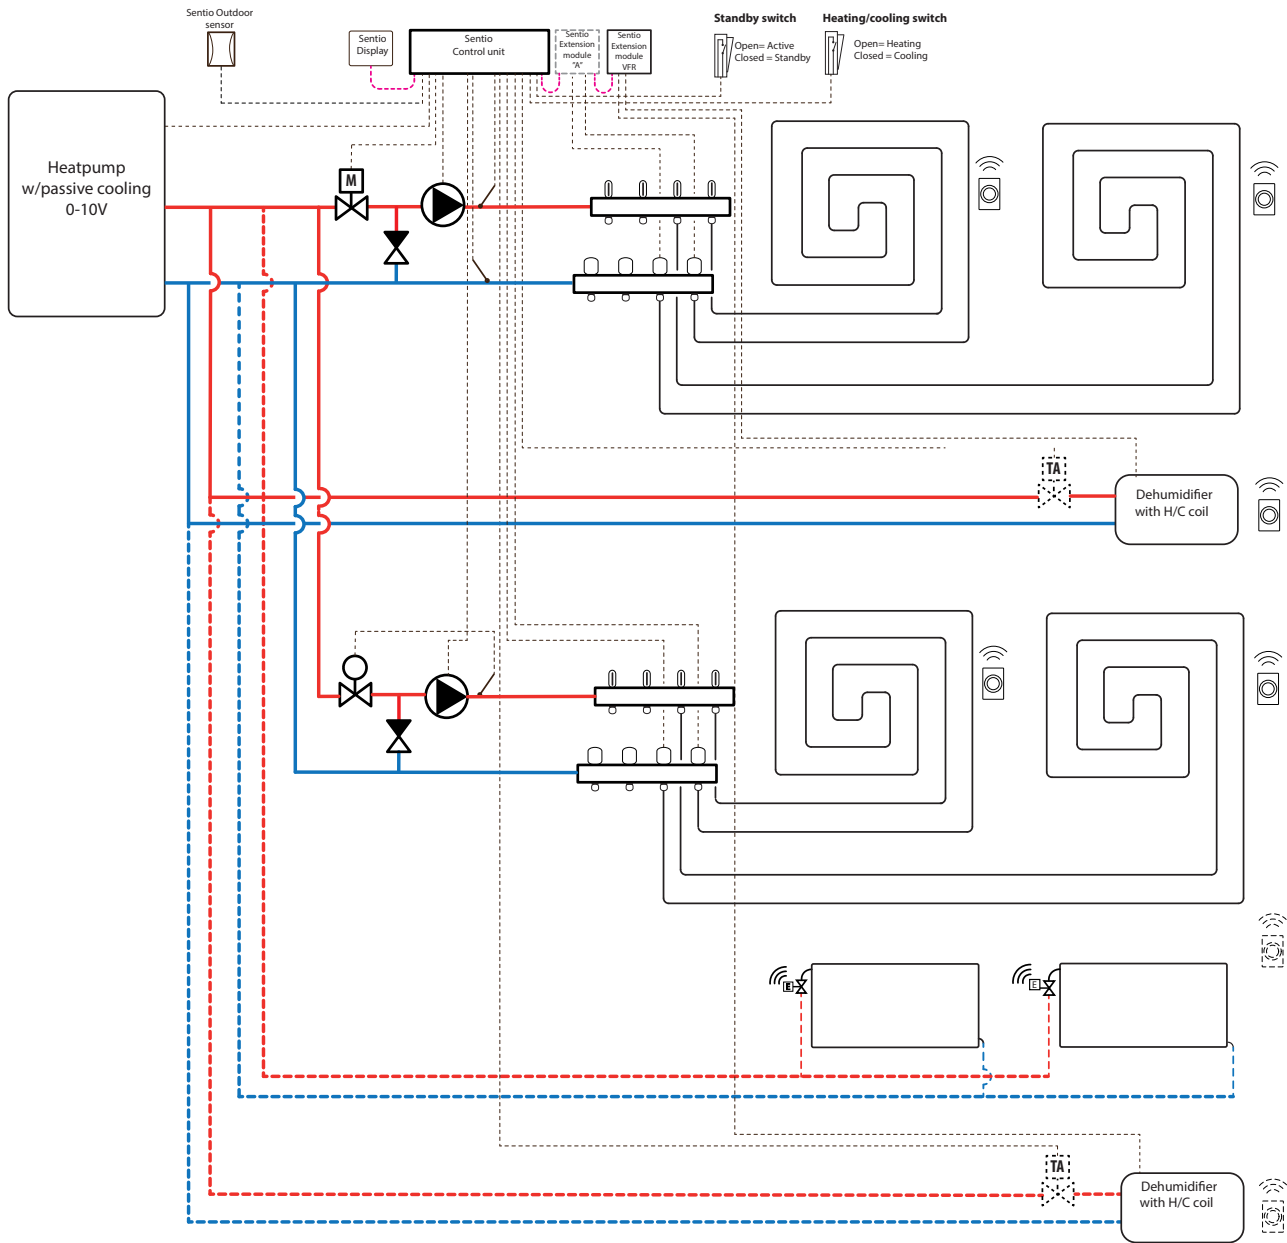 Sentio Outdoor
sensor
Sentio
Display
Sentio
Control unit
Sentio
Extension
module
"A"
Sentio
Extension
module
VFR
Standby switch
Open= Active
Closed = Standby
Heating/cooling switch
Open= Heating
Closed = Cooling
Heatpump
w/passive cooling
0-10V
M
TA
Dehumidifier
with H/C coil
E
E
TA
Dehumidifier
with H/C coil